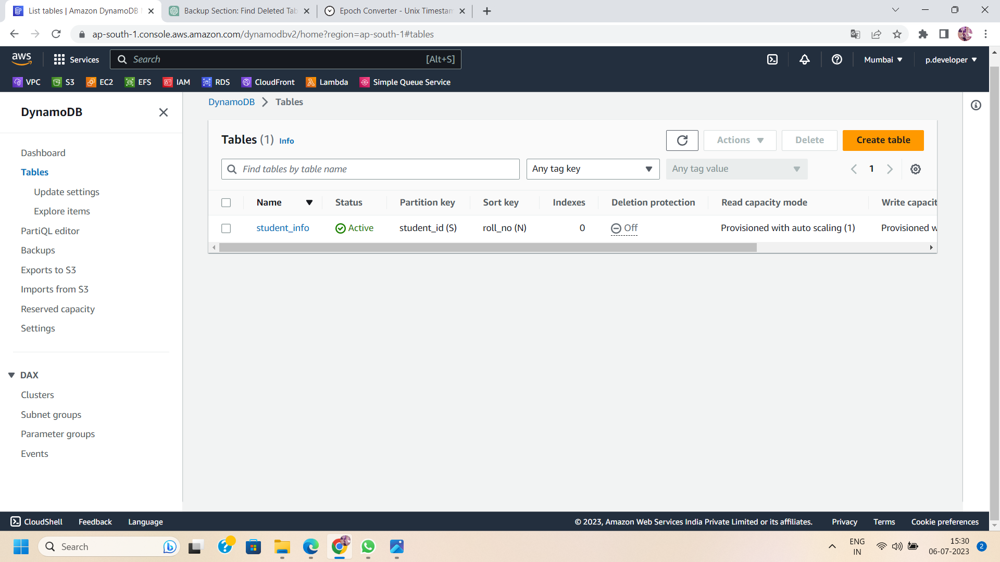 List tables | Amazon DynamoDB
Backup Section: Find Deleted Tab
Epoch Converter - Unix Timestam
ap-south-1.console.aws.amazon.com/dynamodbv2/home?region=ap-south-1#tables
aws
Services
Search
[Alt+S]
Mumbai
p.developer
VPC
S3
EC2
EFS
IAM
RDS
CloudFront
Lambda
Simple Queue Service
DynamoDB
Dashboard
Tables
Update settings
Explore items
PartiQL editor
Backups
Exports to S3
Imports from S3
Reserved capacity
Settings
DAX
Clusters
Subnet groups
Parameter groups
Events
DynamoDB
Tables
Tables (1) Info
Actions
Delete
Create table
Find tables by table name
Any tag key
Any tag value
1
Name
Status
Partition key
Sort key
Indexes
Deletion protection
Read capacity mode
Write capacit
student_info
Active
student_id (S)
roll_no (N)
0
Off
Provisioned with auto scaling (1)
Provisioned w
CloudShell
Feedback
Language
© 2023, Amazon Web Services India Private Limited or its affiliates.
Privacy
Terms
Cookie preferences
Search
ENG
IN
15:30
06-07-2023
2